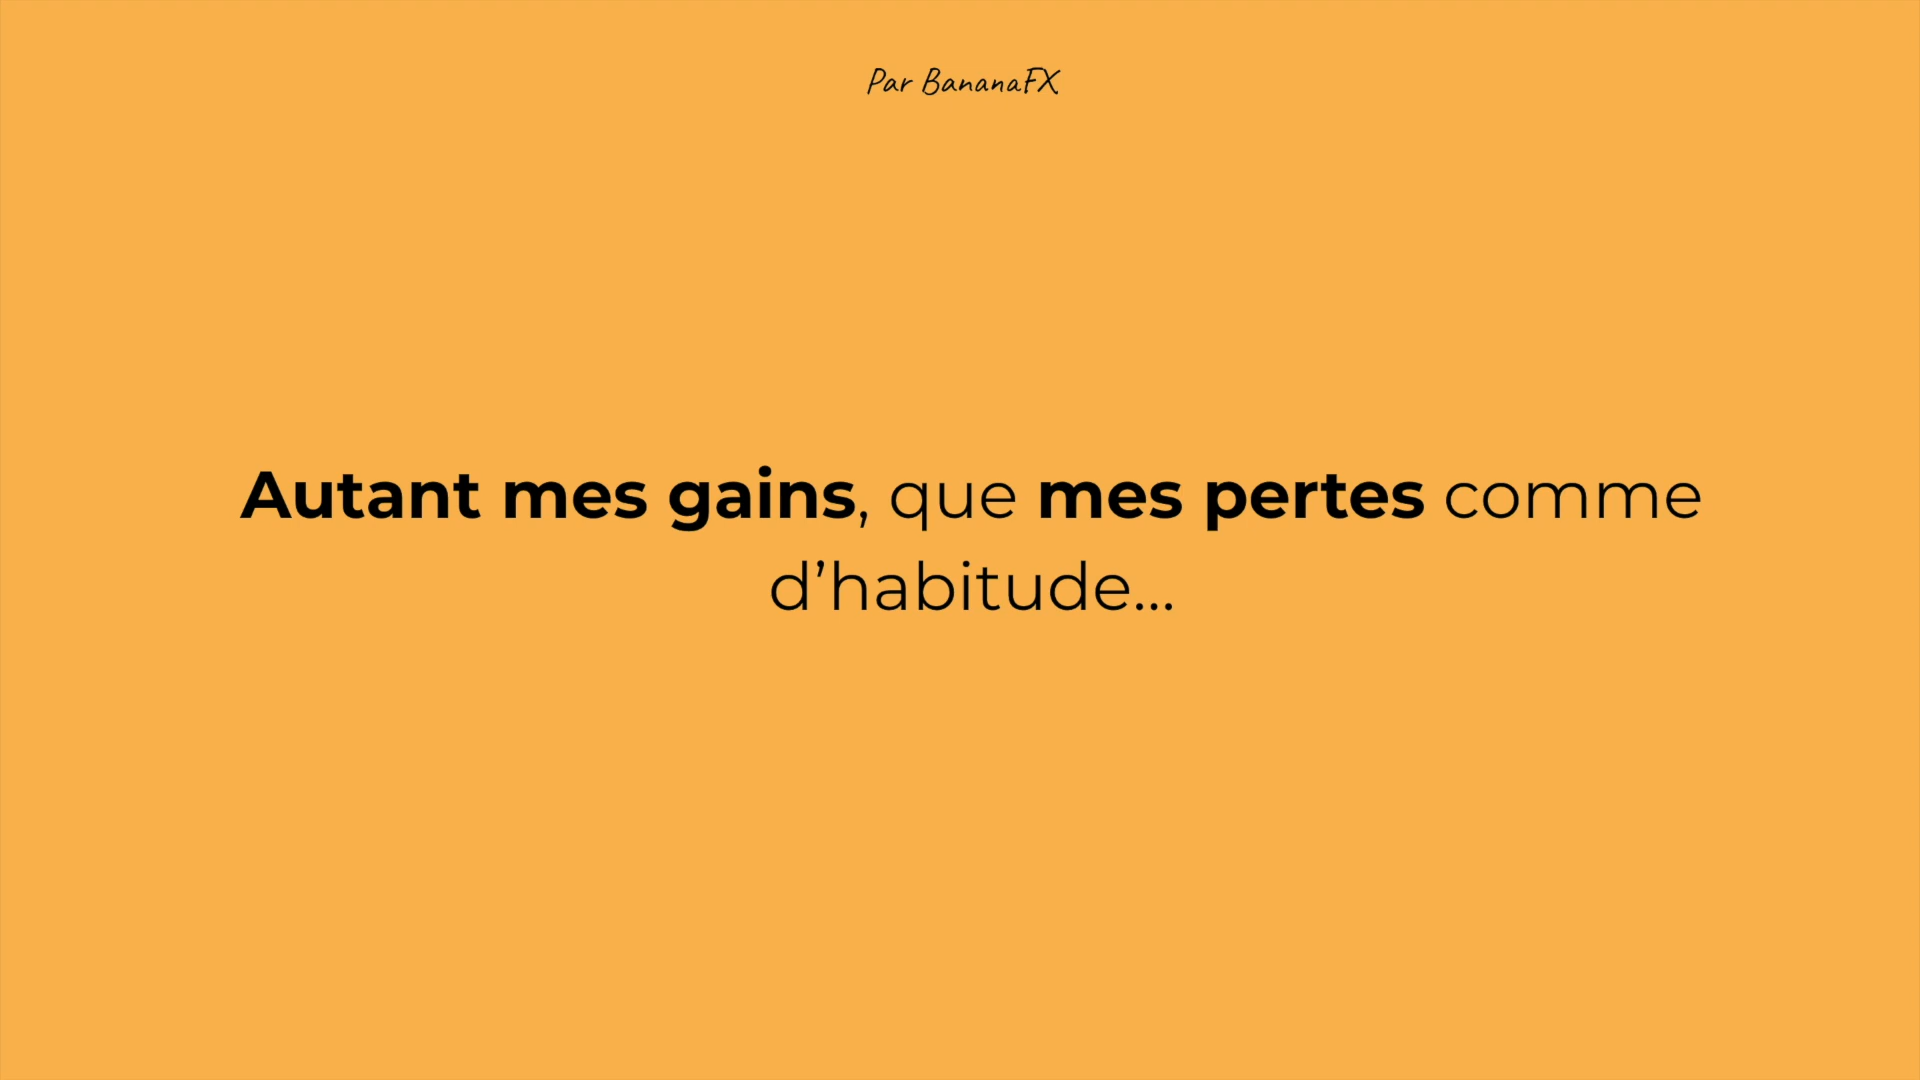 Par BananaFX
Autant mes gains, que mes pertes comme
d’habitude...